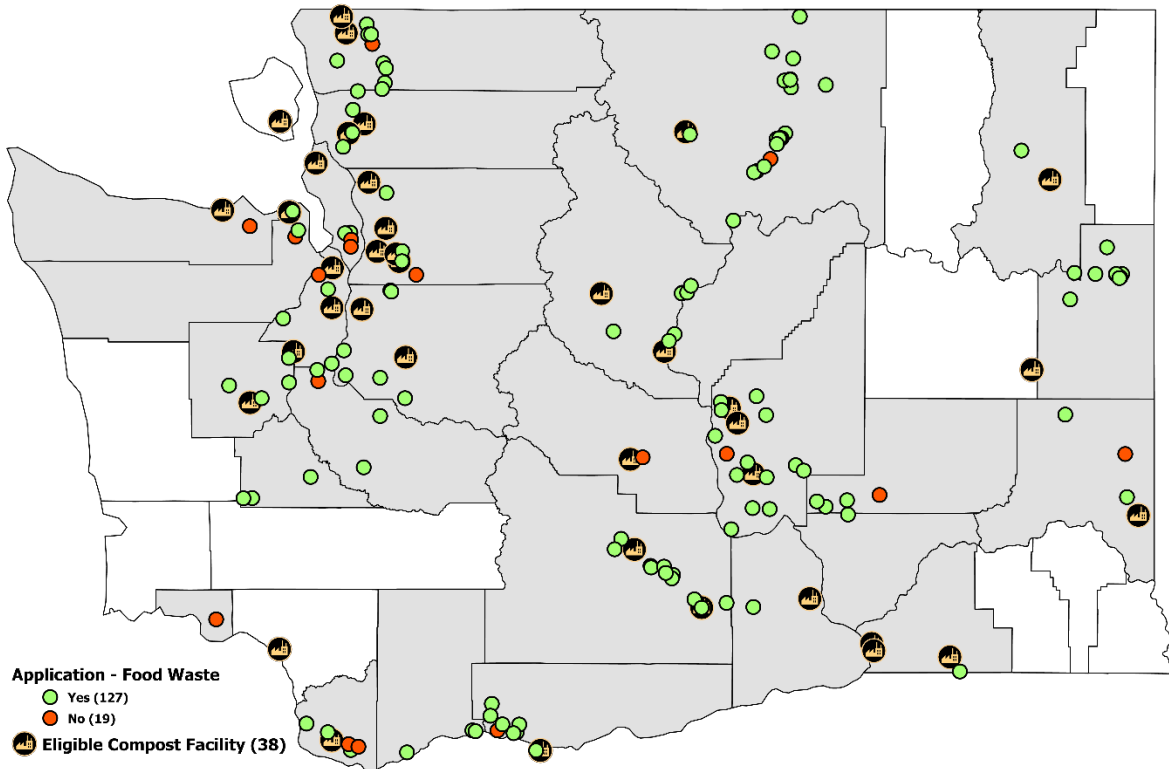 Application - Food Waste
Yes (127)
No (19)
Eligible Compost Facility (38)